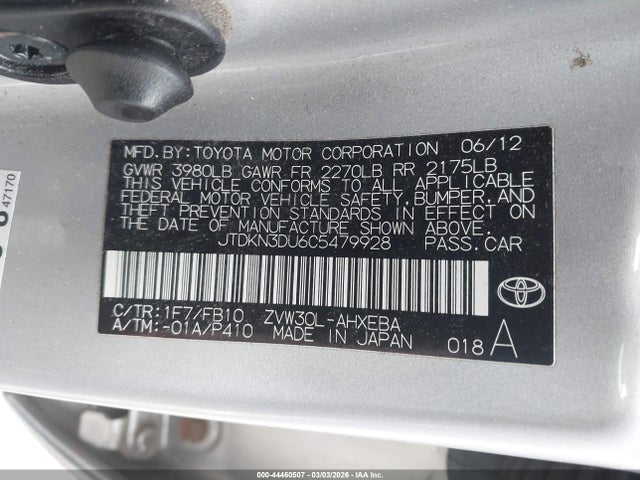 47170
MFD. BY: TOYOTA MOTOR CORPORATION 06/12
GVWR 3980LB GAWR FR 2270LB RR 2175LB
THIS VEHICLE CONFORMS TO ALL APPLICABLE
FEDERAL MOTOR VEHICLE SAFETY, BUMPER, AND
THEFT PREVENTION STANDARDS IN EFFECT ON
THE DATE OF MANUFACTURE SHOWN ABOVE.
JTDKN3DU6C5479928 PASS. CAR
C/TR: 1F7/FB10 ZVW30L-AHXEBA
A/TM: -01A/P410 MADE IN JAPAN 018 A
TOYOTA
000-44460507 - 03/03/2026 - IAA Inc.